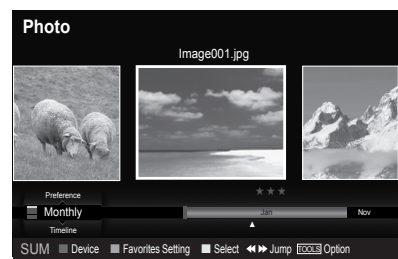 Photo
Image001.jpg
Preference
★★★
Monthly
Jan
Nov
Timeline
SUM Device Favorites Setting Select Jump TOOLS Option